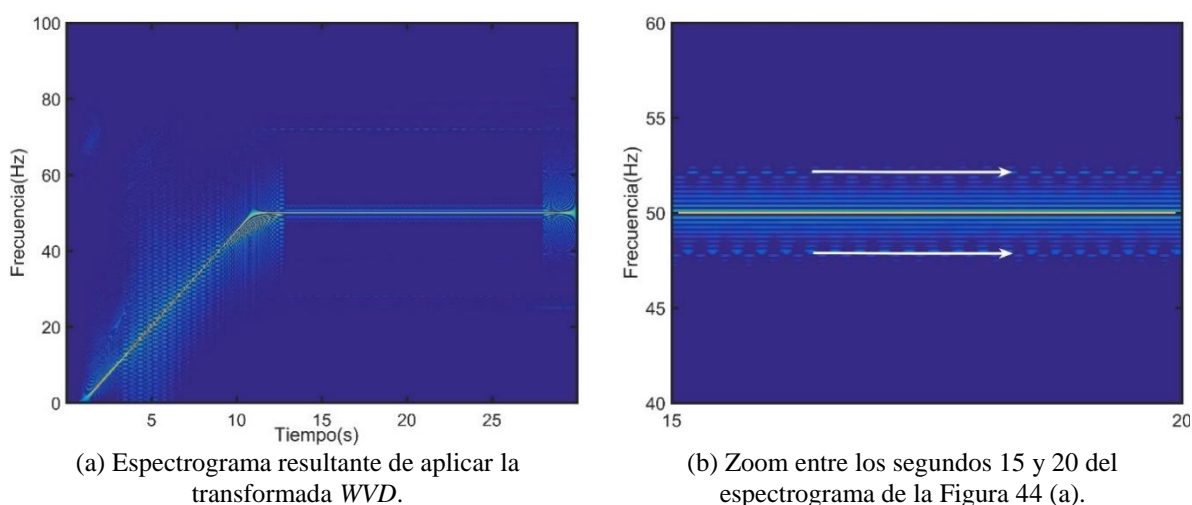 100
80
60
40
20
0
Frecuencia(Hz)
5
10
15
20
25
Tiempo(s)
(a) Espectrograma resultante de aplicar la
transformada WVD.
60
55
50
45
40
Frecuencia(Hz)
15
20
(b) Zoom entre los segundos 15 y 20 del
espectrograma de la Figura 44 (a).